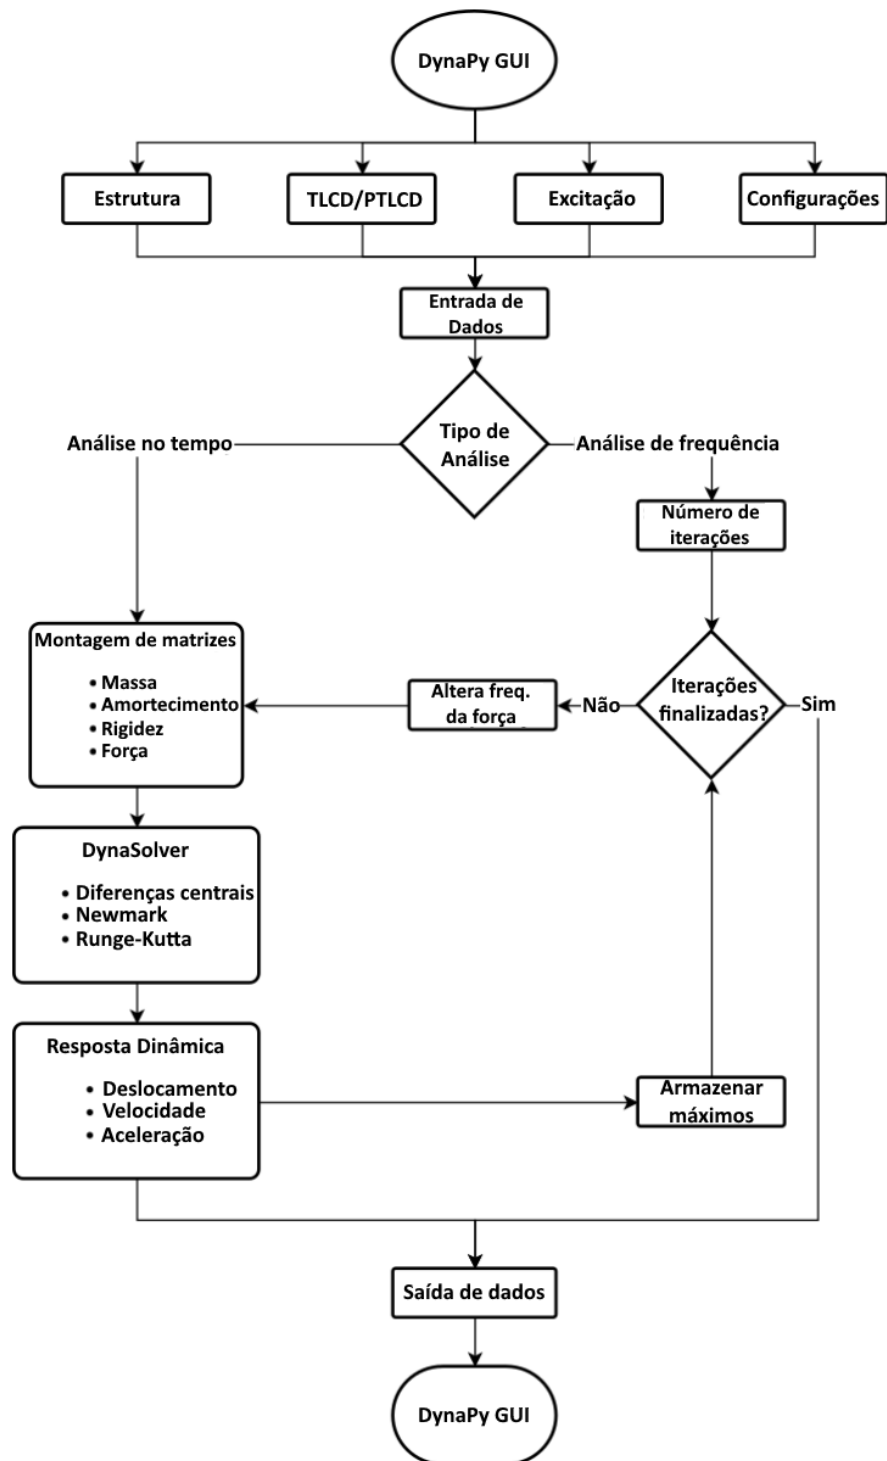 DynaPy GUI
Estrutura
TLCD/PTLCD
Excitação
Configurações
Entrada de
Dados
Tipo de
Análise
Análise no tempo
Análise de frequência
Número de
iterações
Montagem de matrizes
• Massa
• Amortecimento
• Rigidez
• Força
Altera freq.
da força
Não
Iterações
finalizadas?
Sim
DynaSolver
• Diferenças centrais
• Newmark
• Runge-Kutta
Resposta Dinâmica
• Deslocamento
• Velocidade
• Aceleração
Armazenar
máximos
Saída de dados
DynaPy GUI